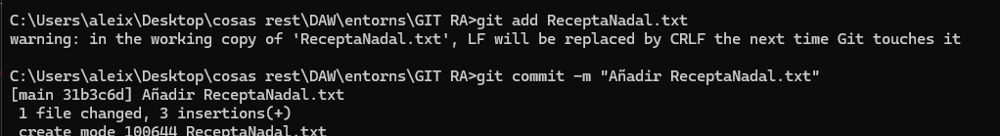 C:\Users\aleix\Desktop\cosas rest\DAW\entorns\GIT RA>git add ReceptaNadal.txt
warning: in the working copy of 'ReceptaNadal.txt', LF will be replaced by CRLF the next time Git touches it
C:\Users\aleix\Desktop\cosas rest\DAW\entorns\GIT RA>git commit -m "Añadir ReceptaNadal.txt"
[main 31b3c6d] Añadir ReceptaNadal.txt
 1 file changed, 3 insertions(+)
 create mode 100644 ReceptaNadal.txt